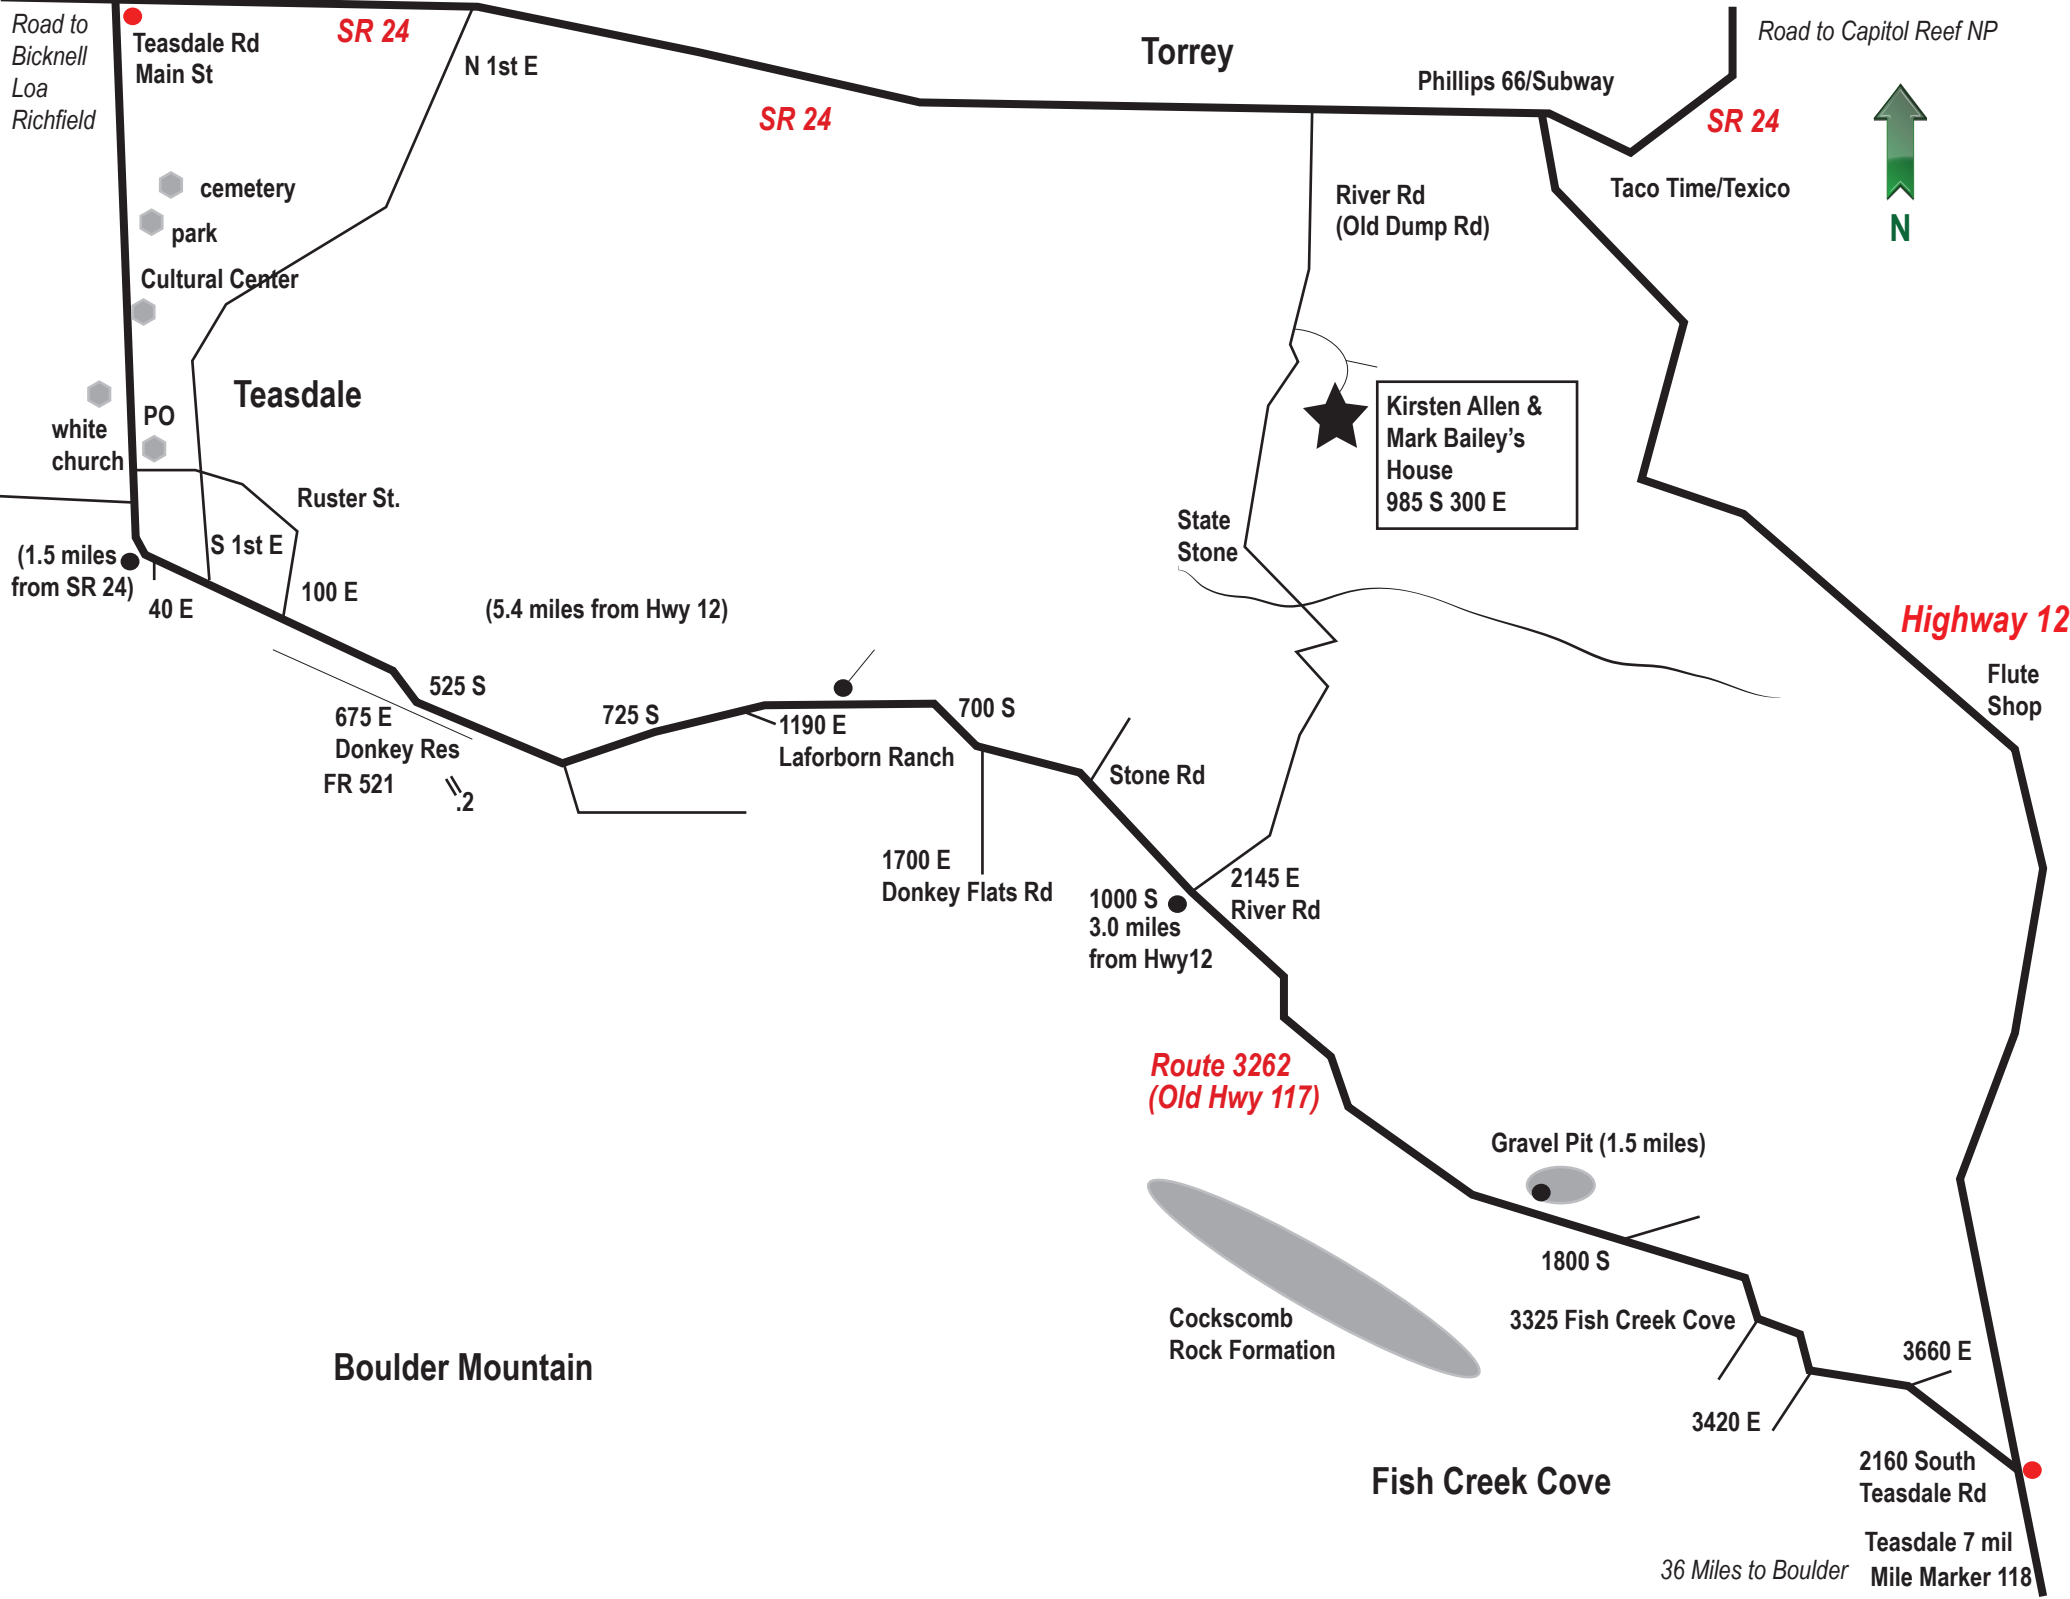 Road to
Bicknell
Loa
Richfield
Teasdale Rd
Main St
SR 24
N 1st E
SR 24
Torrey
Phillips 66/Subway
Road to Capitol Reef NP
SR 24
Taco Time/Texico
N
River Rd
(Old Dump Rd)
cemetery
park
Cultural Center
Teasdale
PO
white
church
Ruster St.
S 1st E
(1.5 miles
from SR 24)
40 E
100 E
(5.4 miles from Hwy 12)
Kirsten Allen &
Mark Bailey's
House
985 S 300 E
State
Stone
Highway 12
Flute
Shop
525 S
675 E
Donkey Res
FR 521
.2
725 S
1190 E
Laforborn Ranch
700 S
Stone Rd
1700 E
Donkey Flats Rd
1000 S
3.0 miles
from Hwy12
2145 E
River Rd
Route 3262
(Old Hwy 117)
Gravel Pit (1.5 miles)
1800 S
Cockscomb
Rock Formation
3325 Fish Creek Cove
3660 E
3420 E
Boulder Mountain
Fish Creek Cove
2160 South
Teasdale Rd
Teasdale 7 mil
36 Miles to Boulder
Mile Marker 118